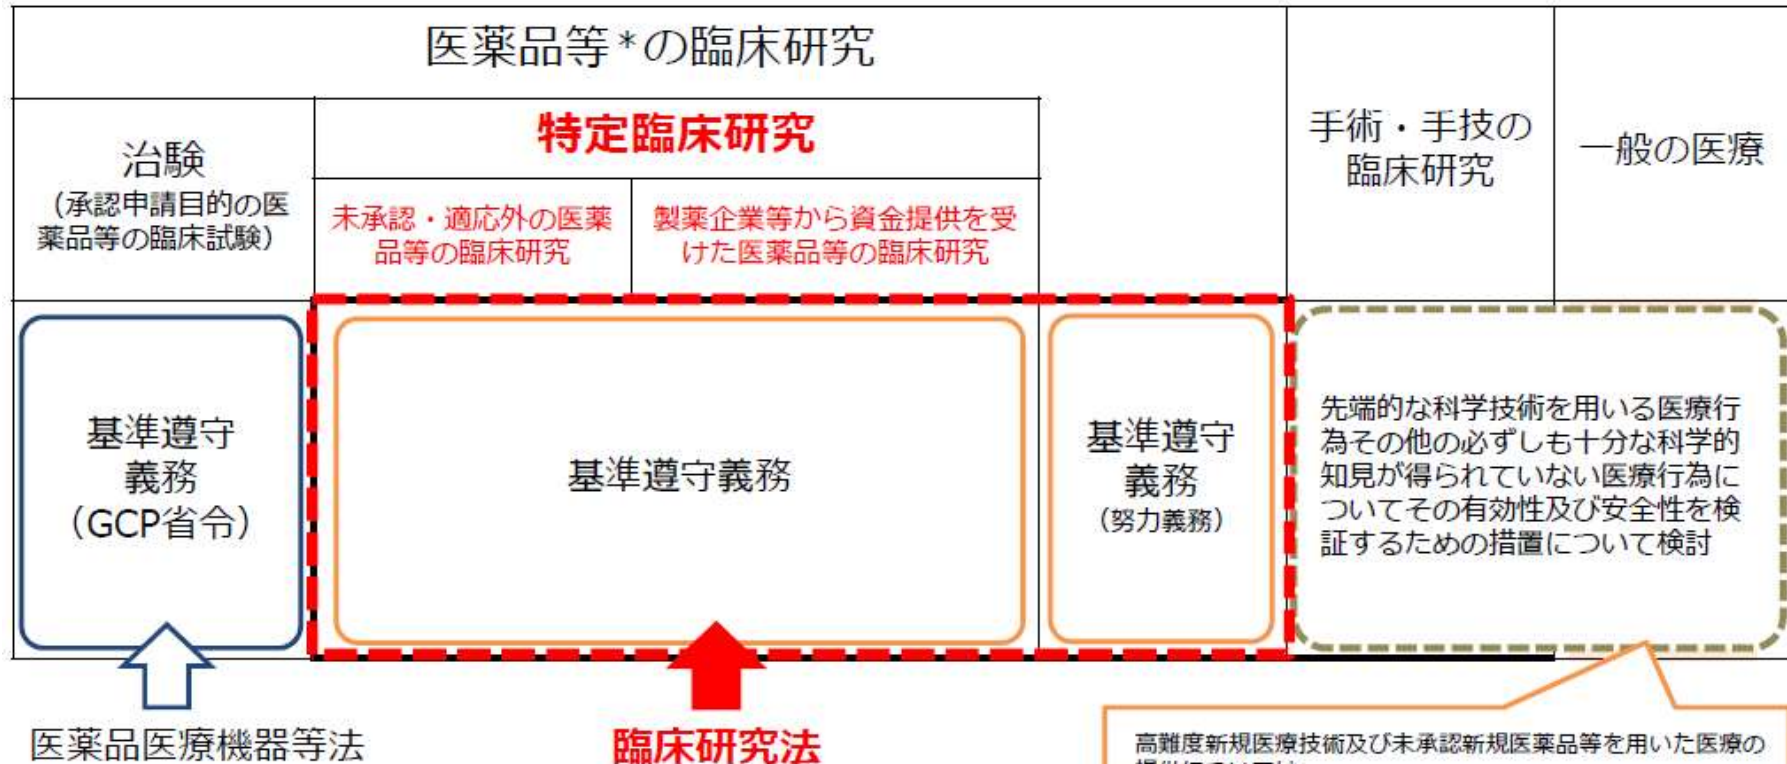 医薬品等*の臨床研究
治験
（承認申請目的の医
薬品等の臨床試験）
特定臨床研究
未承認・適応外の医薬
品等の臨床研究
製薬企業等から資金提供を受
けた医薬品等の臨床研究
手術・手技の
臨床研究
一般の医療
基準遵守
義務
（GCP省令）
基準遵守義務
基準遵守
義務
（努力義務）
先端的な科学技術を用いる医療行
為その他の必ずしも十分な科学的
知見が得られていない医療行為に
ついてその有効性及び安全性を検
証するための措置について検討
医薬品医療機器等法
臨床研究法
高難度新規医療技術及び未承認新規医薬品等を用いた医療の